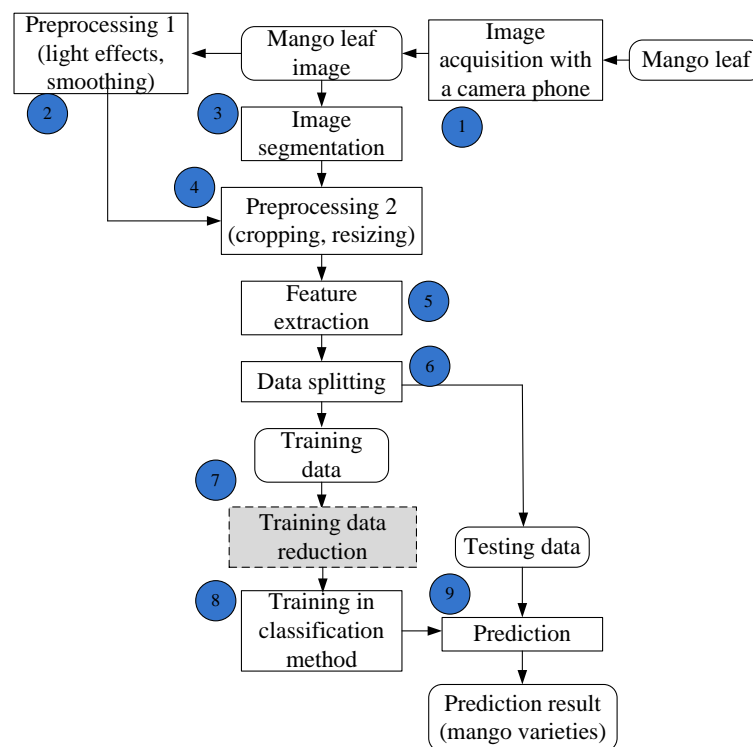 Preprocessing 1
(light effects,
smoothing)
Mango leaf
image
Image
acquisition with
a camera phone
Mango leaf
2
3
1
Image
segmentation
4
Preprocessing 2
(cropping, resizing)
Feature
extraction
5
6
Data splitting
Training
data
7
Training data
reduction
Testing data
8
Training in
classification
method
9
Prediction
Prediction result
(mango varieties)